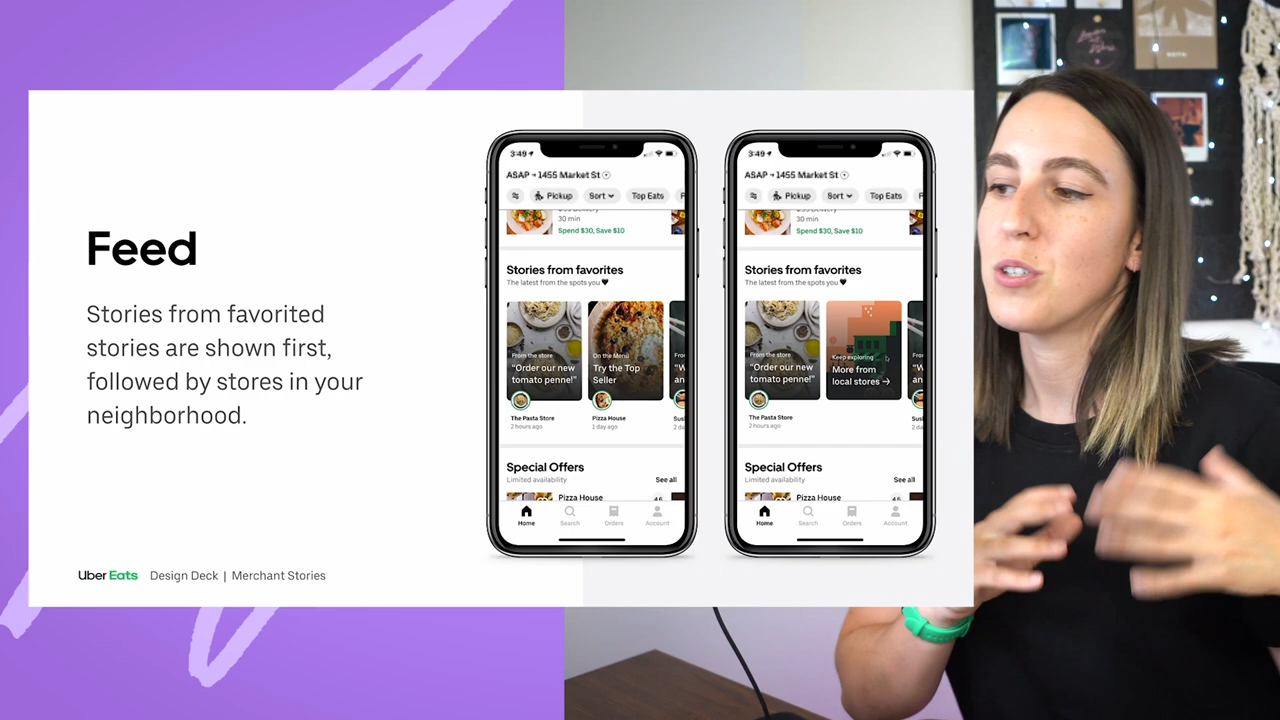 Feed
Stories from favorited
stories are shown first,
followed by stores in your
neighborhood.
Uber Eats Design Deck | Merchant Stories
3:49
ASAP → 1455 Market St
Pickup Sort Top Eats
30 min
Spend $30, Save $10
Stories from favorites
The latest from the spots you
From the store
"Order our new
tomato penne!"
On the Menu
Try the Top
Seller
The Pasta Store
2 hours ago
Pizza House
1 day ago
Special Offers
Limited availability
See all
Pizza House
Home Search Orders Account
3:49
ASAP → 1455 Market St
Pickup Sort Top Eats
30 min
Spend $30, Save $10
Stories from favorites
The latest from the spots you
From the store
"Order our new
tomato penne!"
Keep exploring
More from
local stores →
The Pasta Store
2 hours ago
Special Offers
Limited availability
See all
Pizza House
Home Search Orders Account